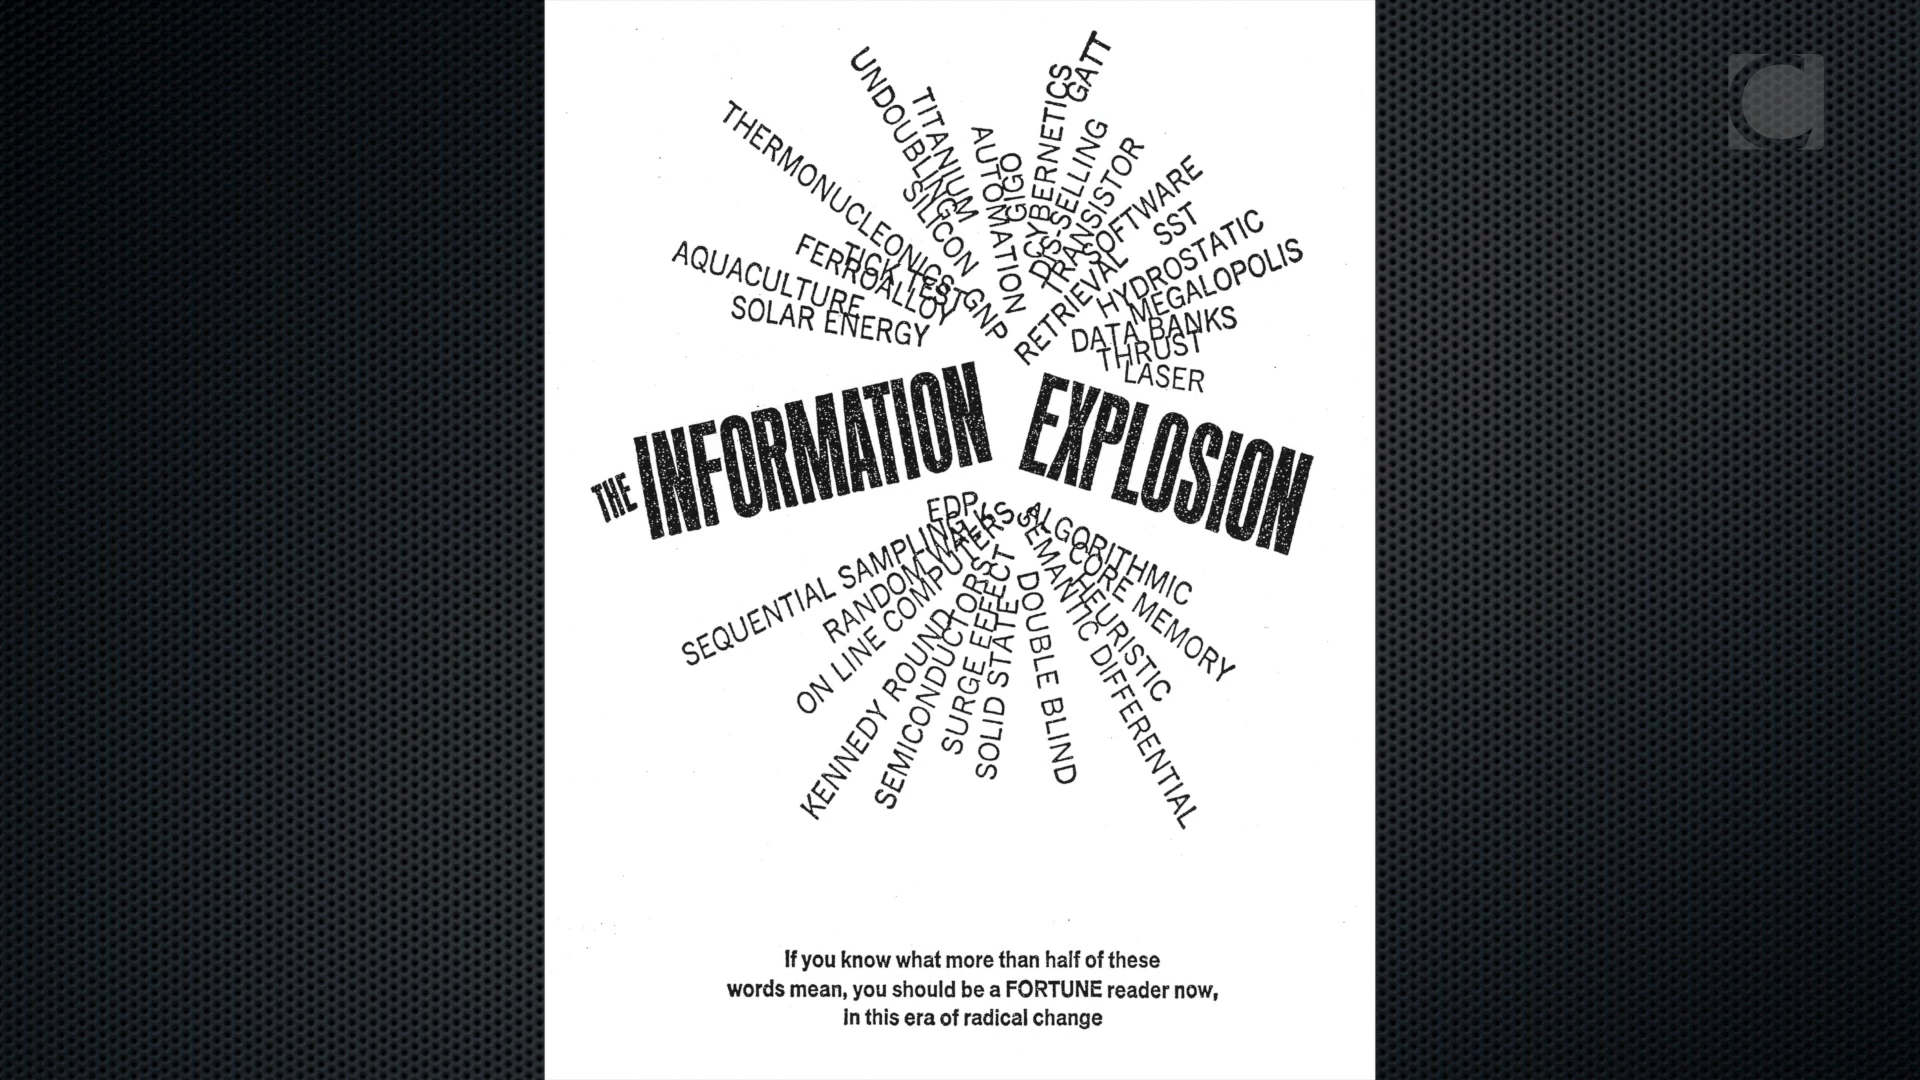 UNDOUBLING
TITANIUM
AUTOMATION
GIGO
CYBERNETICS
GATT
DIS-SELLING
TRANSISTOR
SOFTWARE
SST
THERMONUCLEONICS
SILICON
RETRIEVAL
HYDROSTATIC
MEGALOPOLIS
FERROALLOY
TICK TEST
GNP
AQUACULTURE
SOLAR ENERGY
DATA BANKS
THRUST
LASER
THE INFORMATION EXPLOSION
EDP
SEQUENTIAL SAMPLING
RANDOM WALK
ON LINE COMPUTERS
KENNEDY ROUND
SEMICONDUCTORS
SURGE EFFECT
SOLID STATE
DOUBLE BLIND
SEMANTIC DIFFERENTIAL
HEURISTIC
CORE MEMORY
ALGORITHMIC
If you know what more than half of these
words mean, you should be a FORTUNE reader now,
in this era of radical change